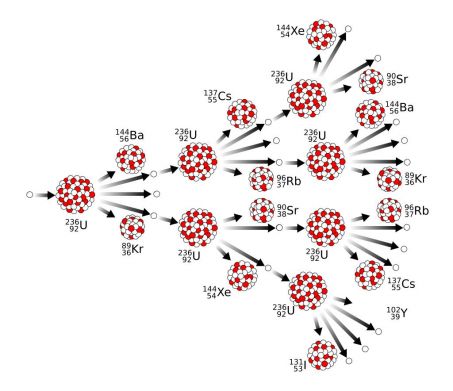 144 54 Xe
236 92 U
90 38 Sr
137 55 Cs
144 56 Ba
236 92 U
236 92 U
144 56 Ba
96 37 Rb
89 36 Kr
236 92 U
90 38 Sr
96 37 Rb
89 36 Kr
236 92 U
236 92 U
144 54 Xe
137 55 Cs
236 92 U
102 39 Y
131 53 I